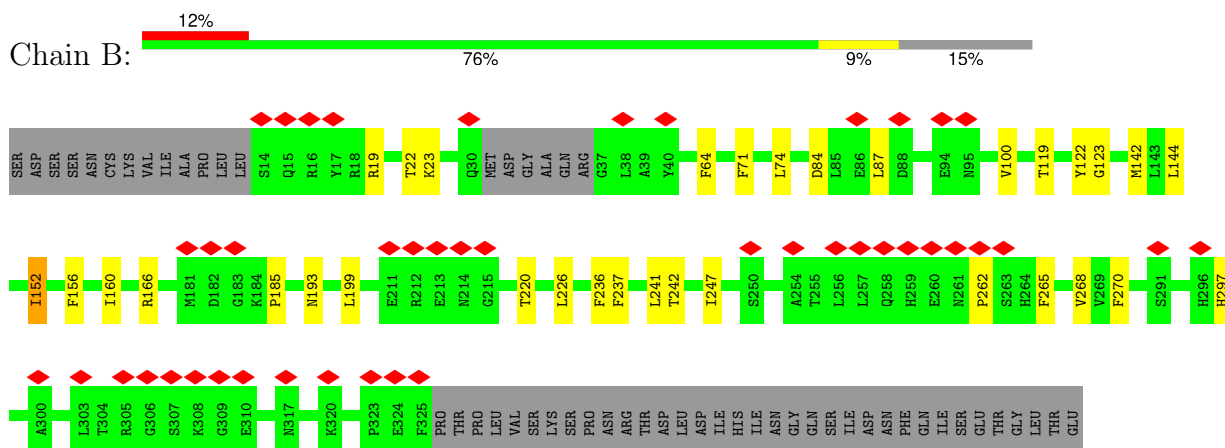 12%
Chain B:
76% 9% 15%
SER ASP SER SER ASN CYS LYS VAL ILE ALA PRO LEU LEU S14 Q15 R16 Y17 R18 R19 T22 K23 Q30 MET ASP GLY ALA GLN ARG G37 L38 A39 Y40 F64 F71 L74 D84 L85 E86 L87 D88 E94 N95 V100 T119 Y122 G123 M142 L143 L144
I152 F156 I160 R166 M181 D182 G183 K184 P185 N193 L199 E211 R212 E213 N214 G215 T220 L226 F236 F237 L241 T242 I247 S250 A254 T255 L256 L257 Q258 H259 E260 N261 P262 S263 H264 F265 V268 V269 F270 S291 H296 H297
A300 L303 T304 R305 G306 S307 K308 G309 E310 N317 K320 P323 E324 F325 PRO THR PRO LEU VAL SER LYS SER PRO ASN ARG THR ASP LEU ASP ILE HIS ILE ASN GLY GLN SER ILE ASP ASN PHE GLN ILE SER GLU THR GLY LEU THR GLU